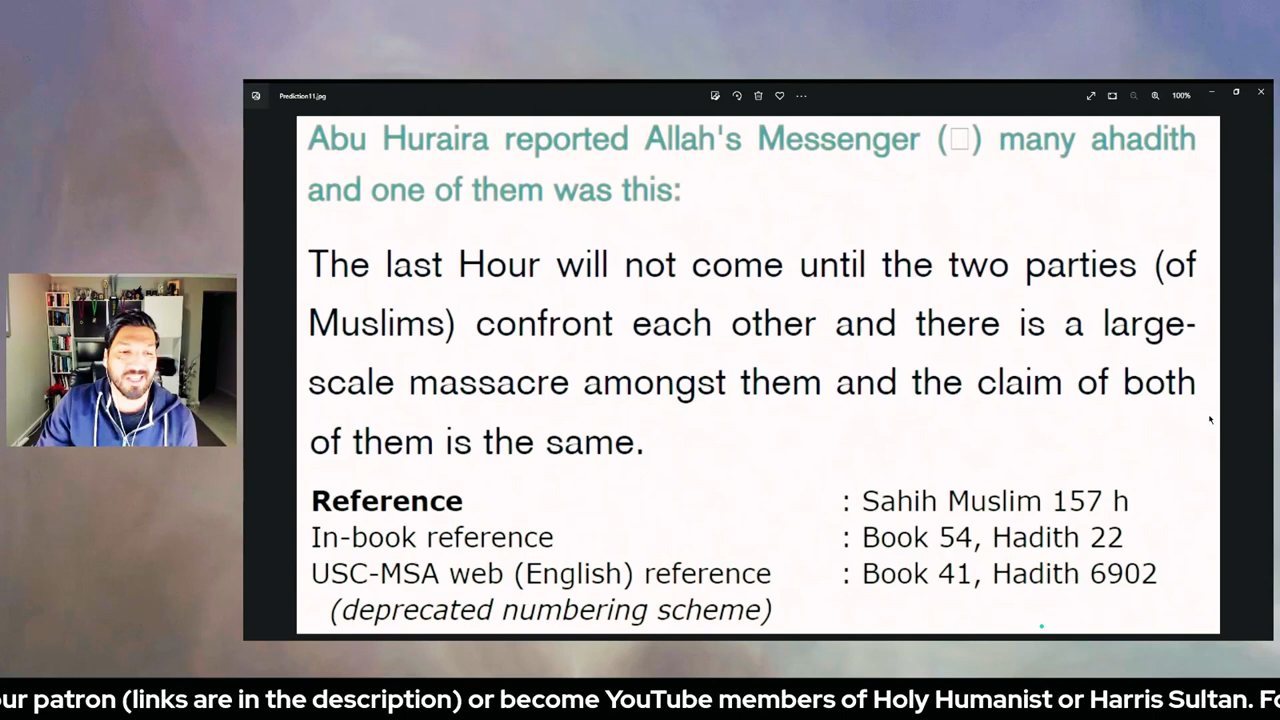 Prediction11.jpg
100%
Abu Huraira reported Allah's Messenger (□) many ahadith
and one of them was this:
The last Hour will not come until the two parties (of
Muslims) confront each other and there is a large-
scale massacre amongst them and the claim of both
of them is the same.
Reference : Sahih Muslim 157 h
In-book reference : Book 54, Hadith 22
USC-MSA web (English) reference : Book 41, Hadith 6902
(deprecated numbering scheme)
our patron (links are in the description) or become YouTube members of Holy Humanist or Harris Sultan. Fo